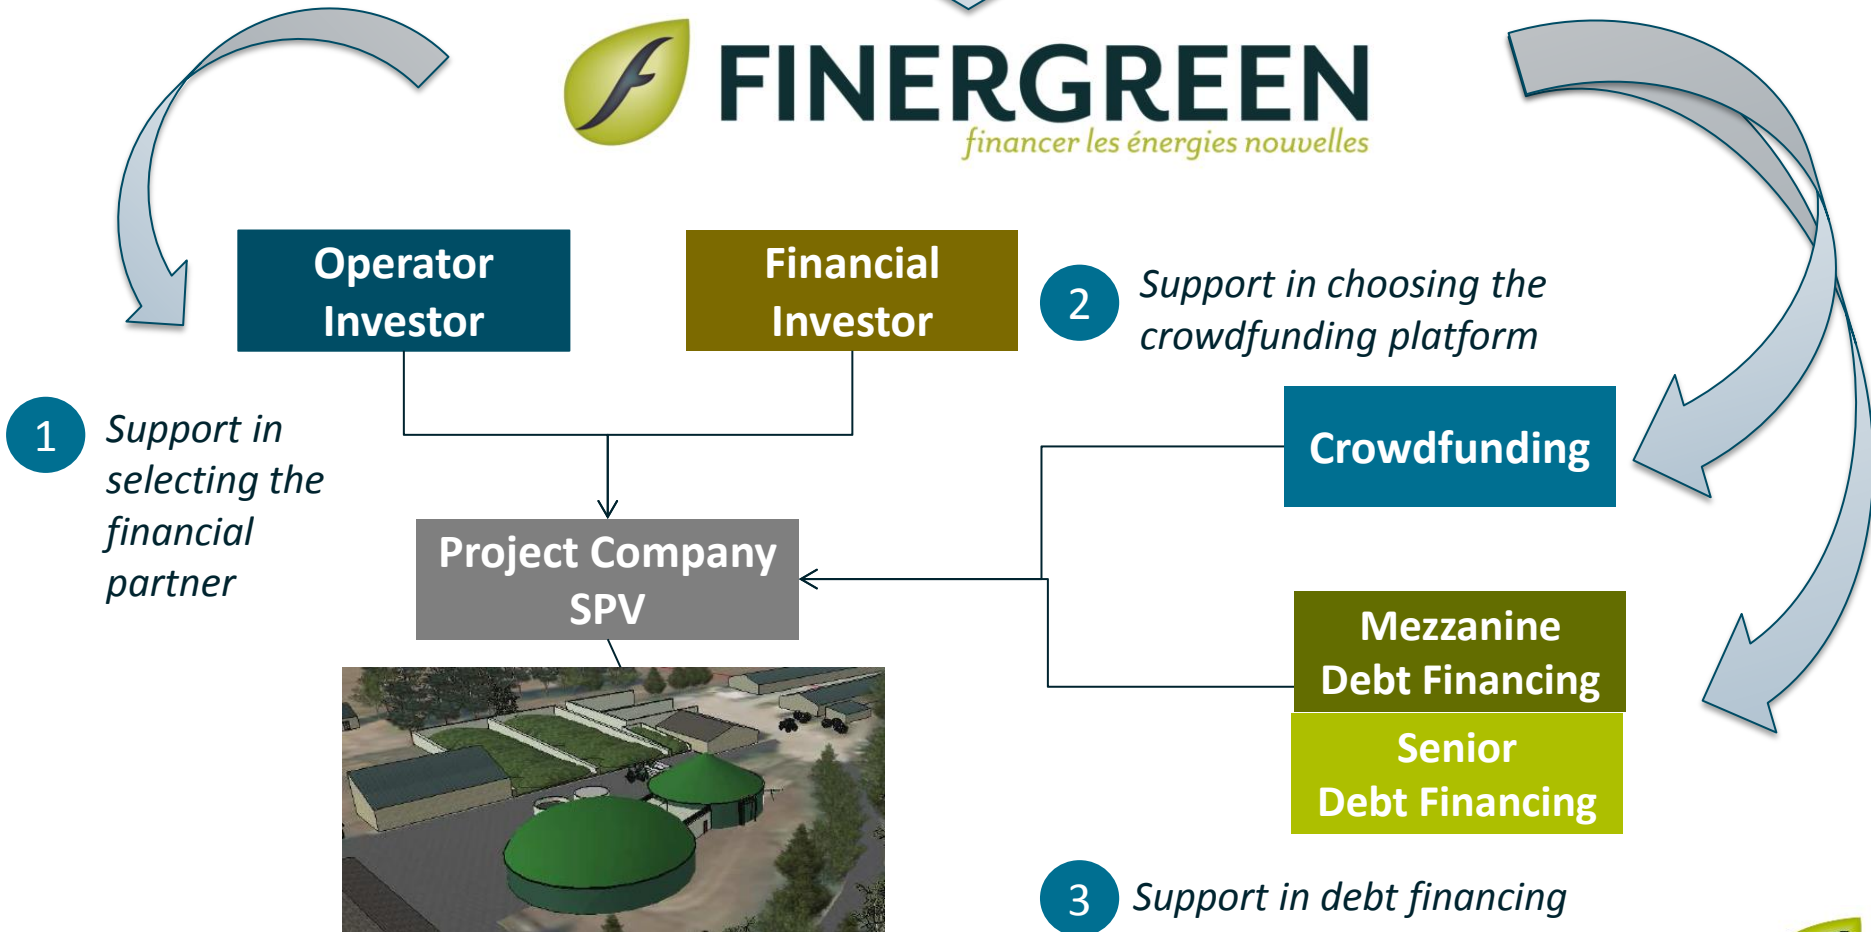 FINERGREEN
financer les énergies nouvelles
Operator
Investor
Financial
Investor
2
Support in choosing the
crowdfunding platform
1
Support in
selecting the
financial
partner
Crowdfunding
Project Company
SPV
Mezzanine
Debt Financing
Senior
Debt Financing
3
Support in debt financing